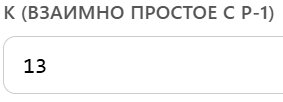 К (ВЗАИМНО ПРОСТОЕ С P-1)
13